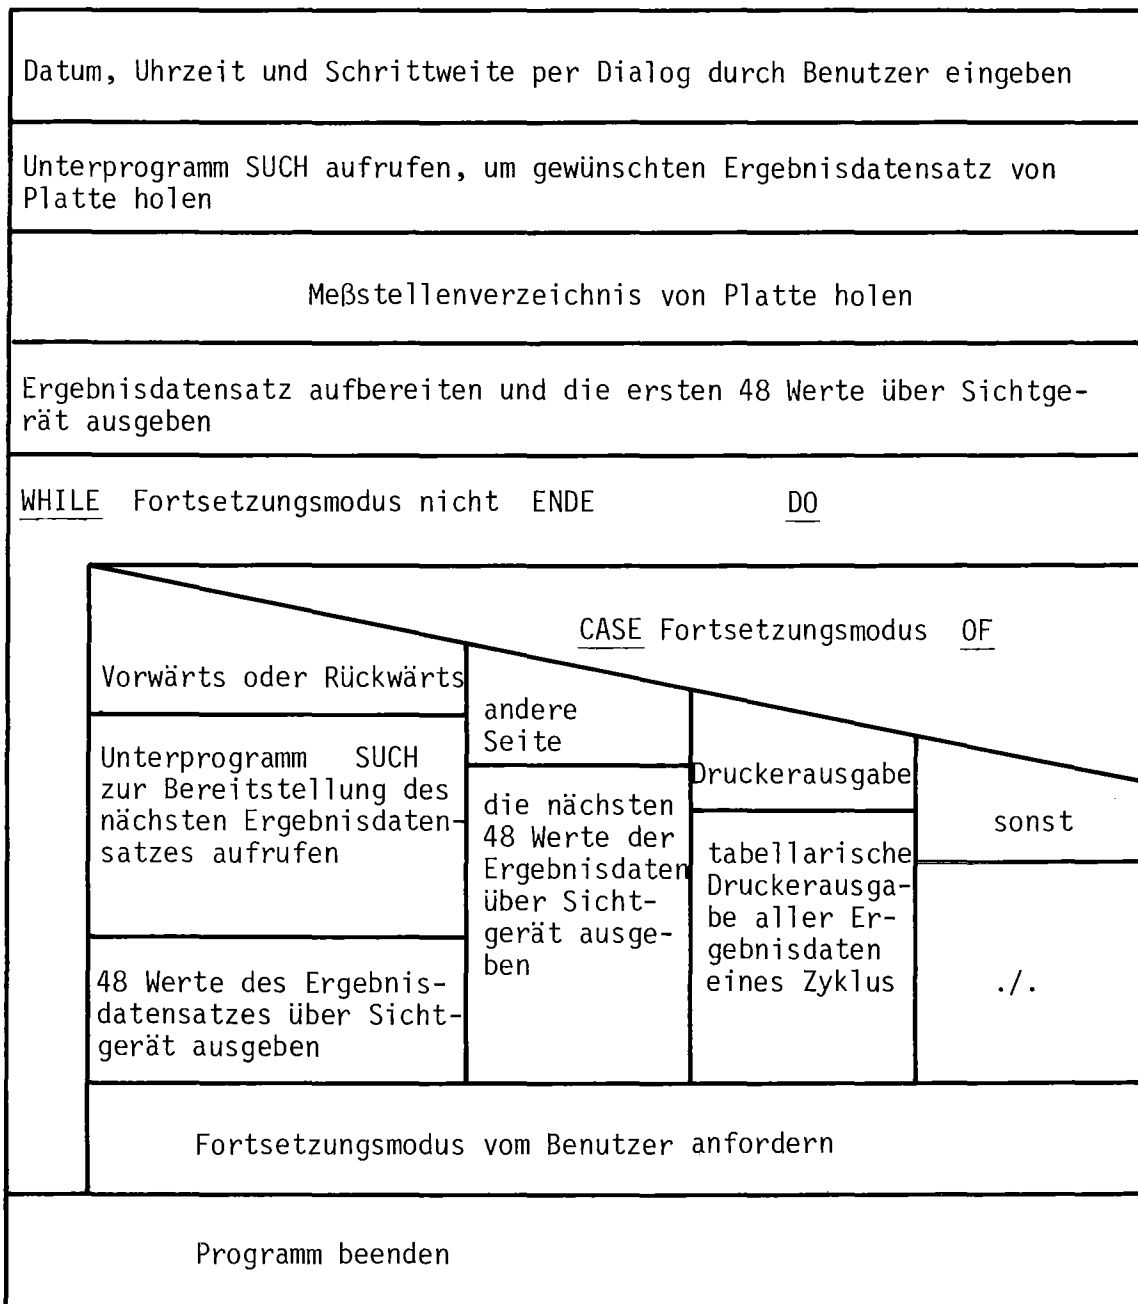 Datum, Uhrzeit und Schrittweite per Dialog durch Benutzer eingeben
Unterprogramm SUCH aufrufen, um gewünschten Ergebnisdatensatz von
Platte holen
Meßstellenverzeichnis von Platte holen
Ergebnisdatensatz aufbereiten und die ersten 48 Werte über Sichtge-
rät ausgeben
WHILE Fortsetzungsmodus nicht ENDE DO
CASE Fortsetzungsmodus OF
Vorwärts oder Rückwärts
Unterprogramm SUCH
zur Bereitstellung des
nächsten Ergebnisdaten-
satzes aufrufen
48 Werte des Ergebnis-
datensatzes über Sicht-
gerät ausgeben
andere
Seite
die nächsten
48 Werte der
Ergebnisdaten
über Sicht-
gerät ausge-
ben
Druckerausgabe
tabellarische
Druckerausga-
be aller Er-
gebnisdaten
eines Zyklus
sonst
./.
Fortsetzungsmodus vom Benutzer anfordern
Programm beenden